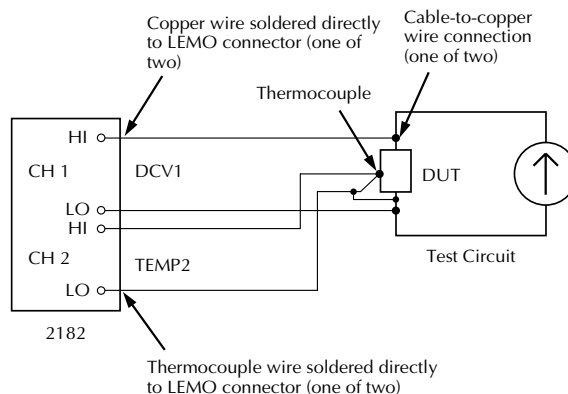 Copper wire soldered directly
to LEMO connector (one of
two)
Cable-to-copper
wire connection
(one of two)
Thermocouple
HI
CH 1
DCV1
DUT
LO
HI
CH 2
TEMP2
Test Circuit
LO
2182
Thermocouple wire soldered directly
to LEMO connector (one of two)